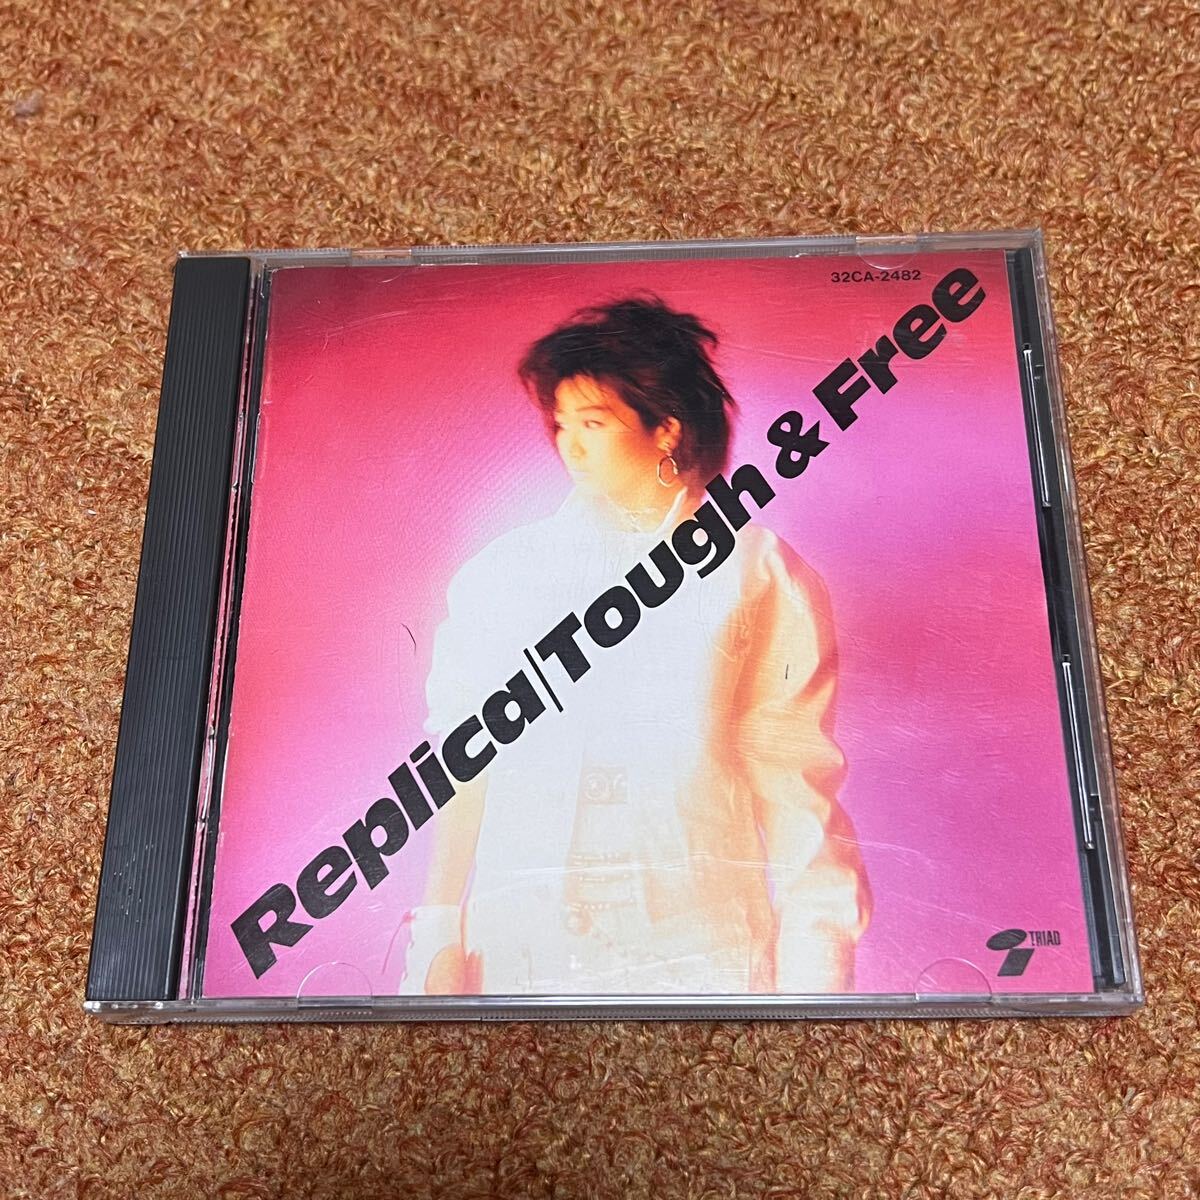 32CA-2482
Replica/Tough & Free
TRIAD